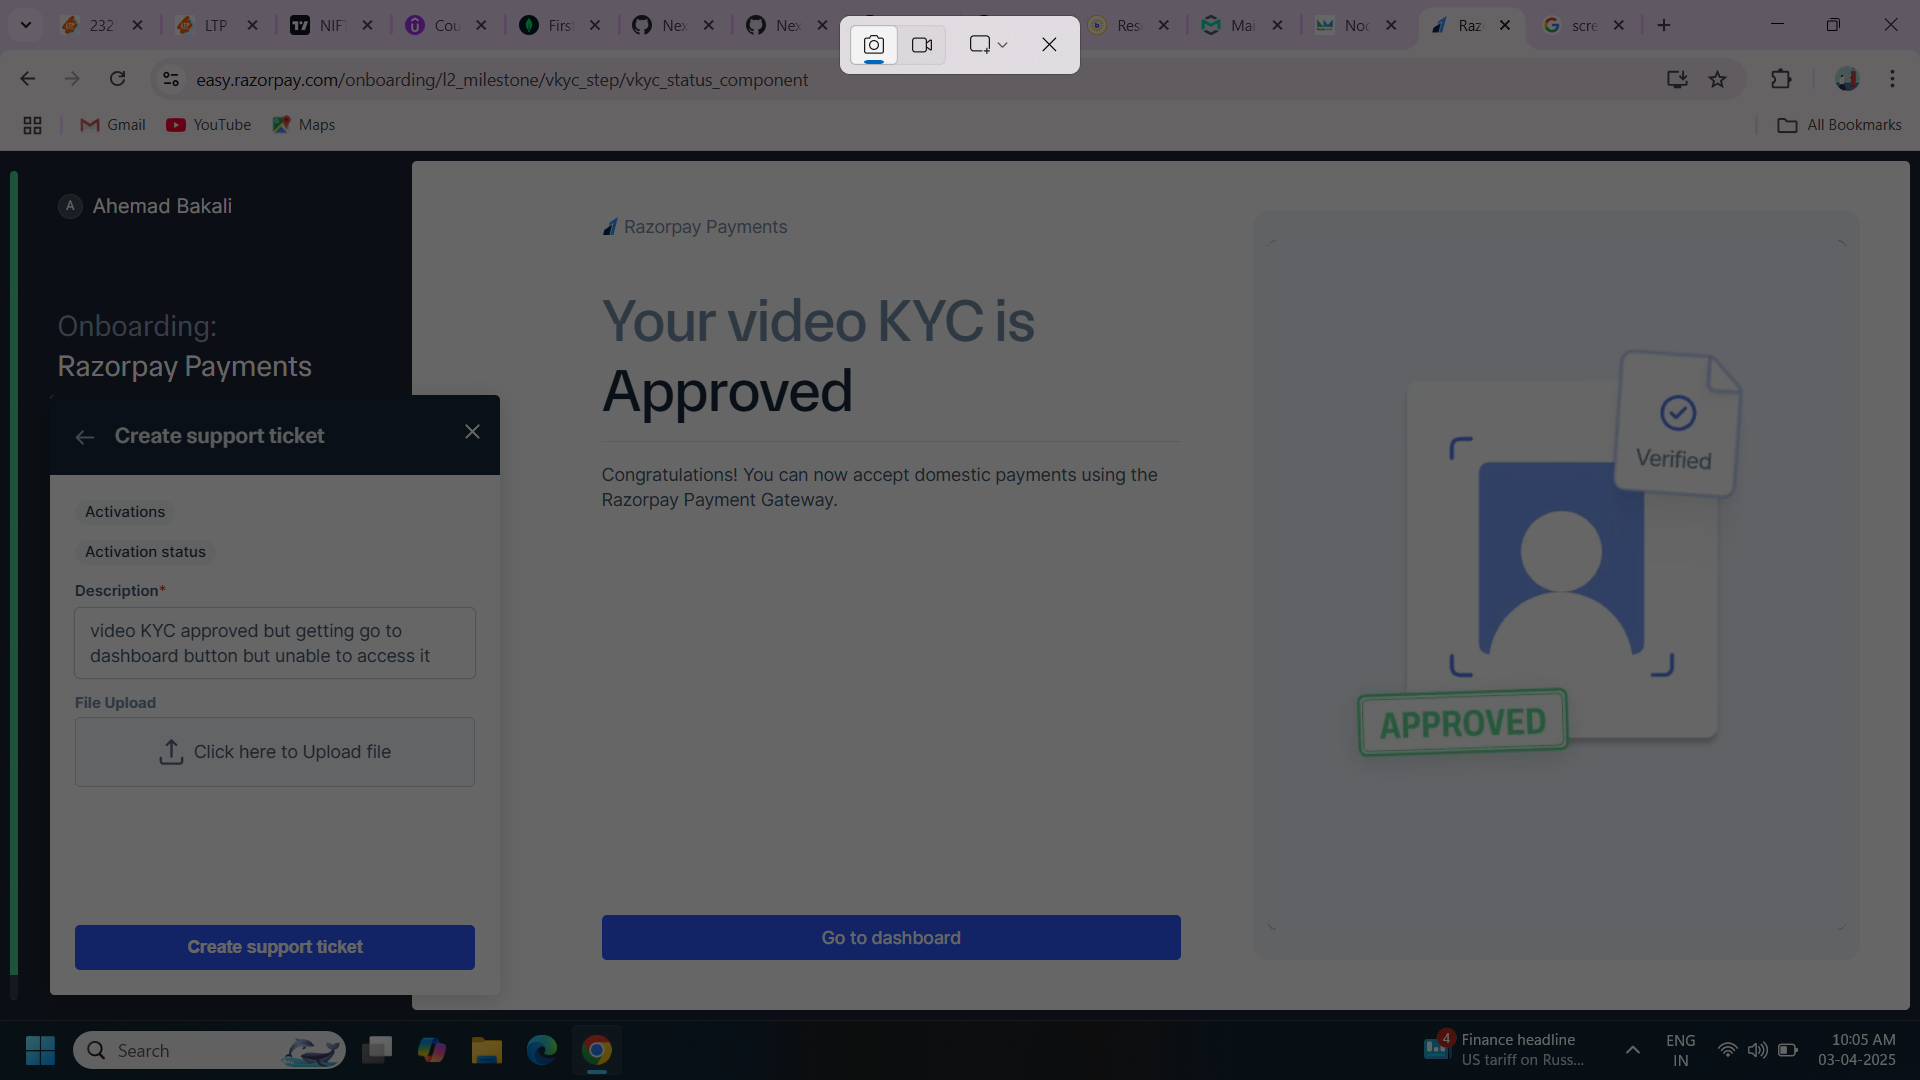 232
LTP
NIFT
Cou
First
Nex
Nex
Res
Mai
Noc
Raz
scre
easy.razorpay.com/onboarding/l2_milestone/vkyc_step/vkyc_status_component
Gmail
YouTube
Maps
All Bookmarks
A
Ahemad Bakali
Onboarding:
Razorpay Payments
Create support ticket
Activations
Activation status
Description*
video KYC approved but getting go to
dashboard button but unable to access it
File Upload
Click here to Upload file
Create support ticket
Razorpay Payments
Your video KYC is
Approved
Congratulations! You can now accept domestic payments using the
Razorpay Payment Gateway.
Go to dashboard
Verified
APPROVED
Search
4
Finance headline
US tariff on Russ...
ENG
IN
10:05 AM
03-04-2025